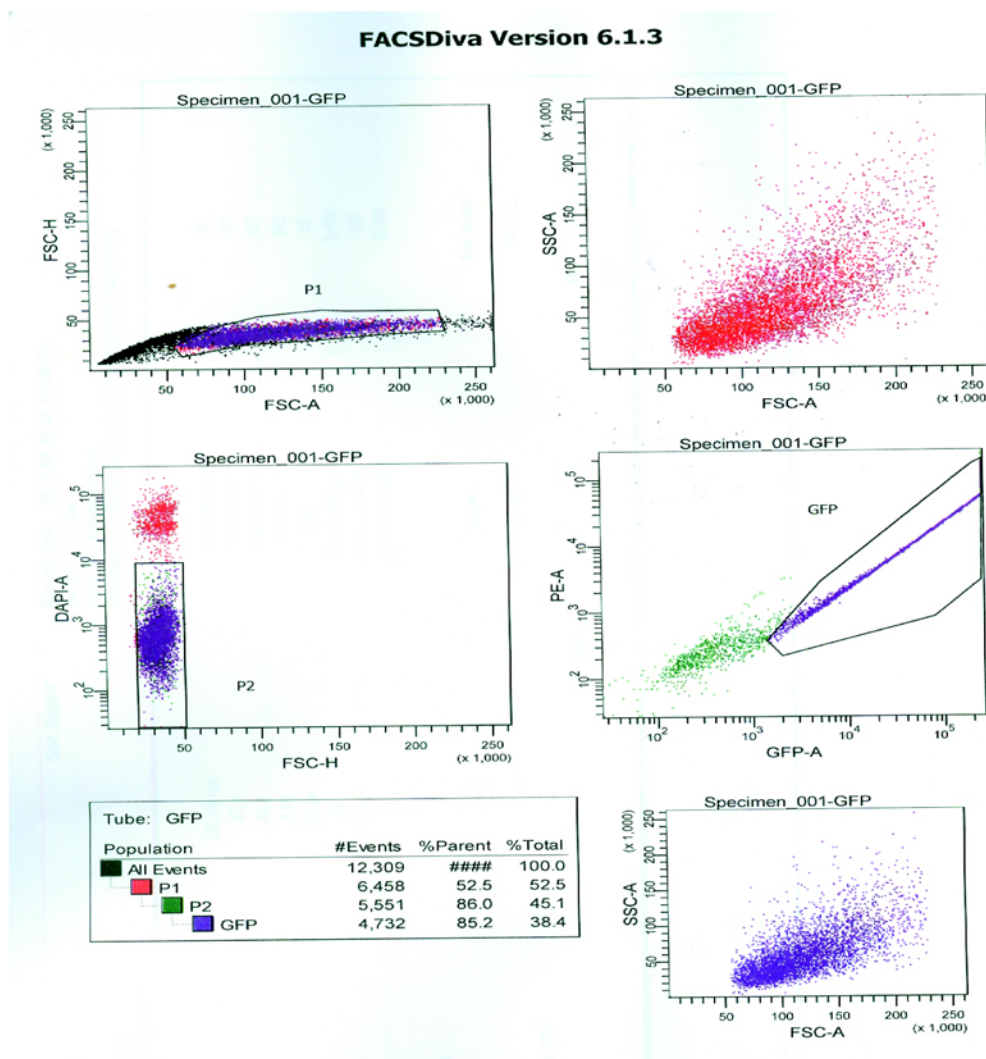 FACSDiva Version 6.1.3
Specimen_001-GFP
FSC-H
(x 1,000)
50 100 150 200 250
P1
50 100 150 200 250
FSC-A
(x 1,000)
Specimen_001-GFP
SSC-A
(x 1,000)
50 100 150 200 250
50 100 150 200 250
FSC-A
(x 1,000)
Specimen_001-GFP
DAPI-A
10^2 10^3 10^4 10^5
P2
50 100 150 200 250
FSC-H
(x 1,000)
Specimen_001-GFP
GFP
PE-A
10^2 10^3 10^4 10^5
10^2 10^3 10^4 10^5
GFP-A
Tube: GFP
Population #Events %Parent %Total
All Events 12,309 #### 100.0
P1 6,458 52.5 52.5
P2 5,551 86.0 45.1
GFP 4,732 85.2 38.4
Specimen_001-GFP
SSC-A
(x 1,000)
50 100 150 200 250
50 100 150 200 250
FSC-A
(x 1,000)